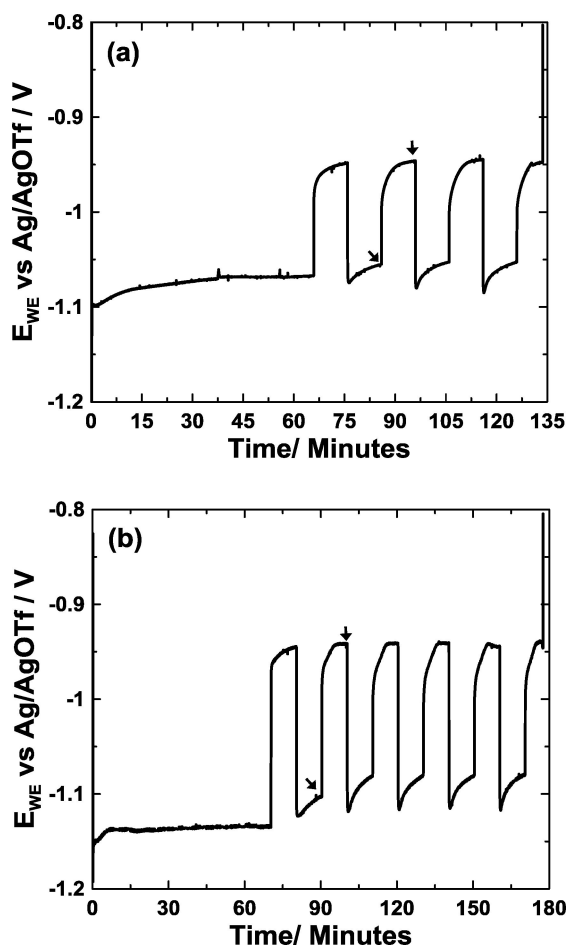 (a)
-0.8
-0.9
-1
-1.1
-1.2
E_WE vs Ag/AgOTf / V
0 15 30 45 60 75 90 105 120 135
Time/ Minutes
(b)
-0.8
-0.9
-1
-1.1
-1.2
E_WE vs Ag/AgOTf / V
0 30 60 90 120 150 180
Time/ Minutes